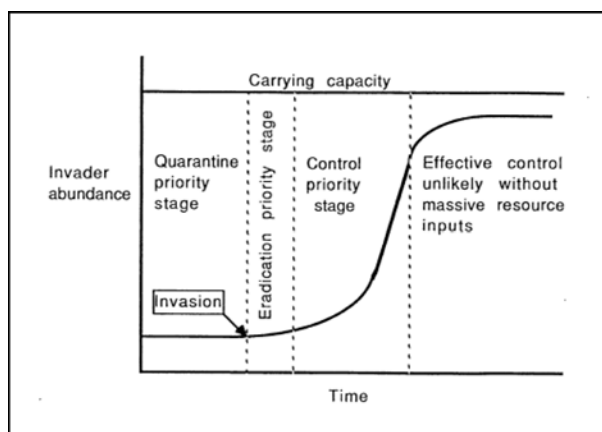 Carrying capacity
Invader
abundance
Quarantine
priority
stage
Eradication priority stage
Control
priority
stage
Effective control
unlikely without
massive resource
inputs
Invasion
Time